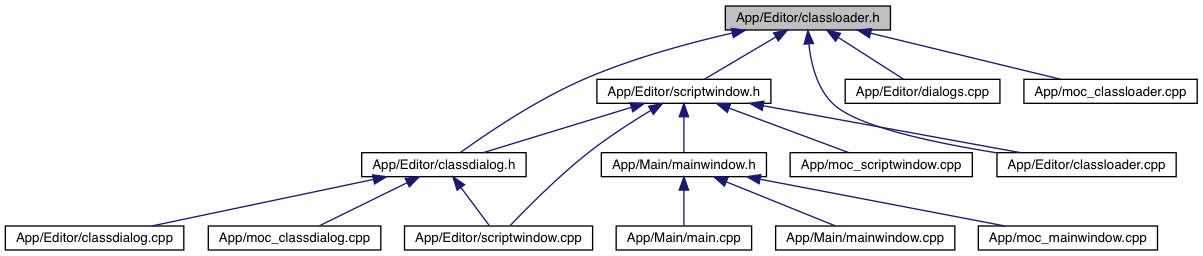 App/Editor/classloader.h
App/Editor/scriptwindow.h
App/Editor/dialogs.cpp
App/moc_classloader.cpp
App/Editor/classdialog.h
App/Main/mainwindow.h
App/moc_scriptwindow.cpp
App/Editor/classloader.cpp
App/Editor/classdialog.cpp
App/moc_classdialog.cpp
App/Editor/scriptwindow.cpp
App/Main/main.cpp
App/Main/mainwindow.cpp
App/moc_mainwindow.cpp